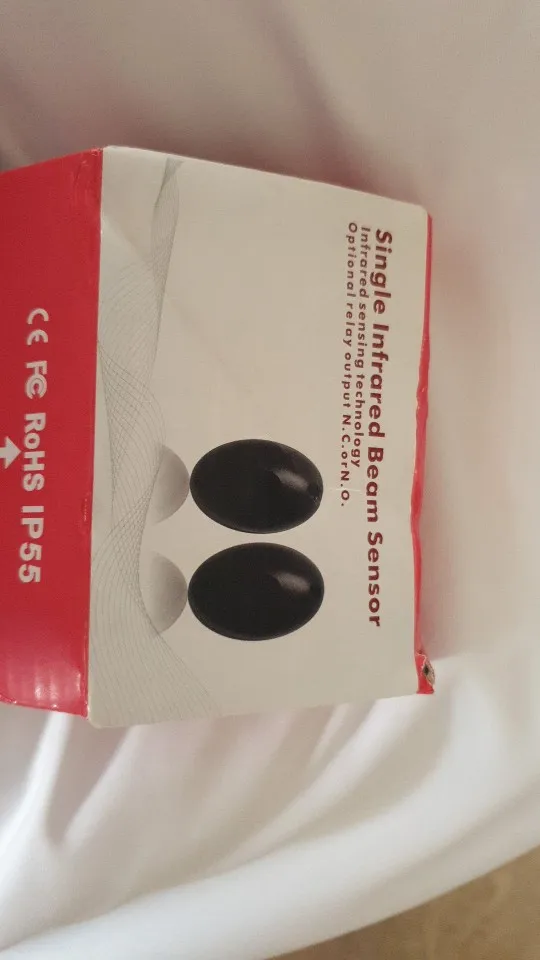 Single Infrared Beam Sensor
Infrared sensing technology
Optional relay output N.C.orN.O.
CE FC RoHS IP55